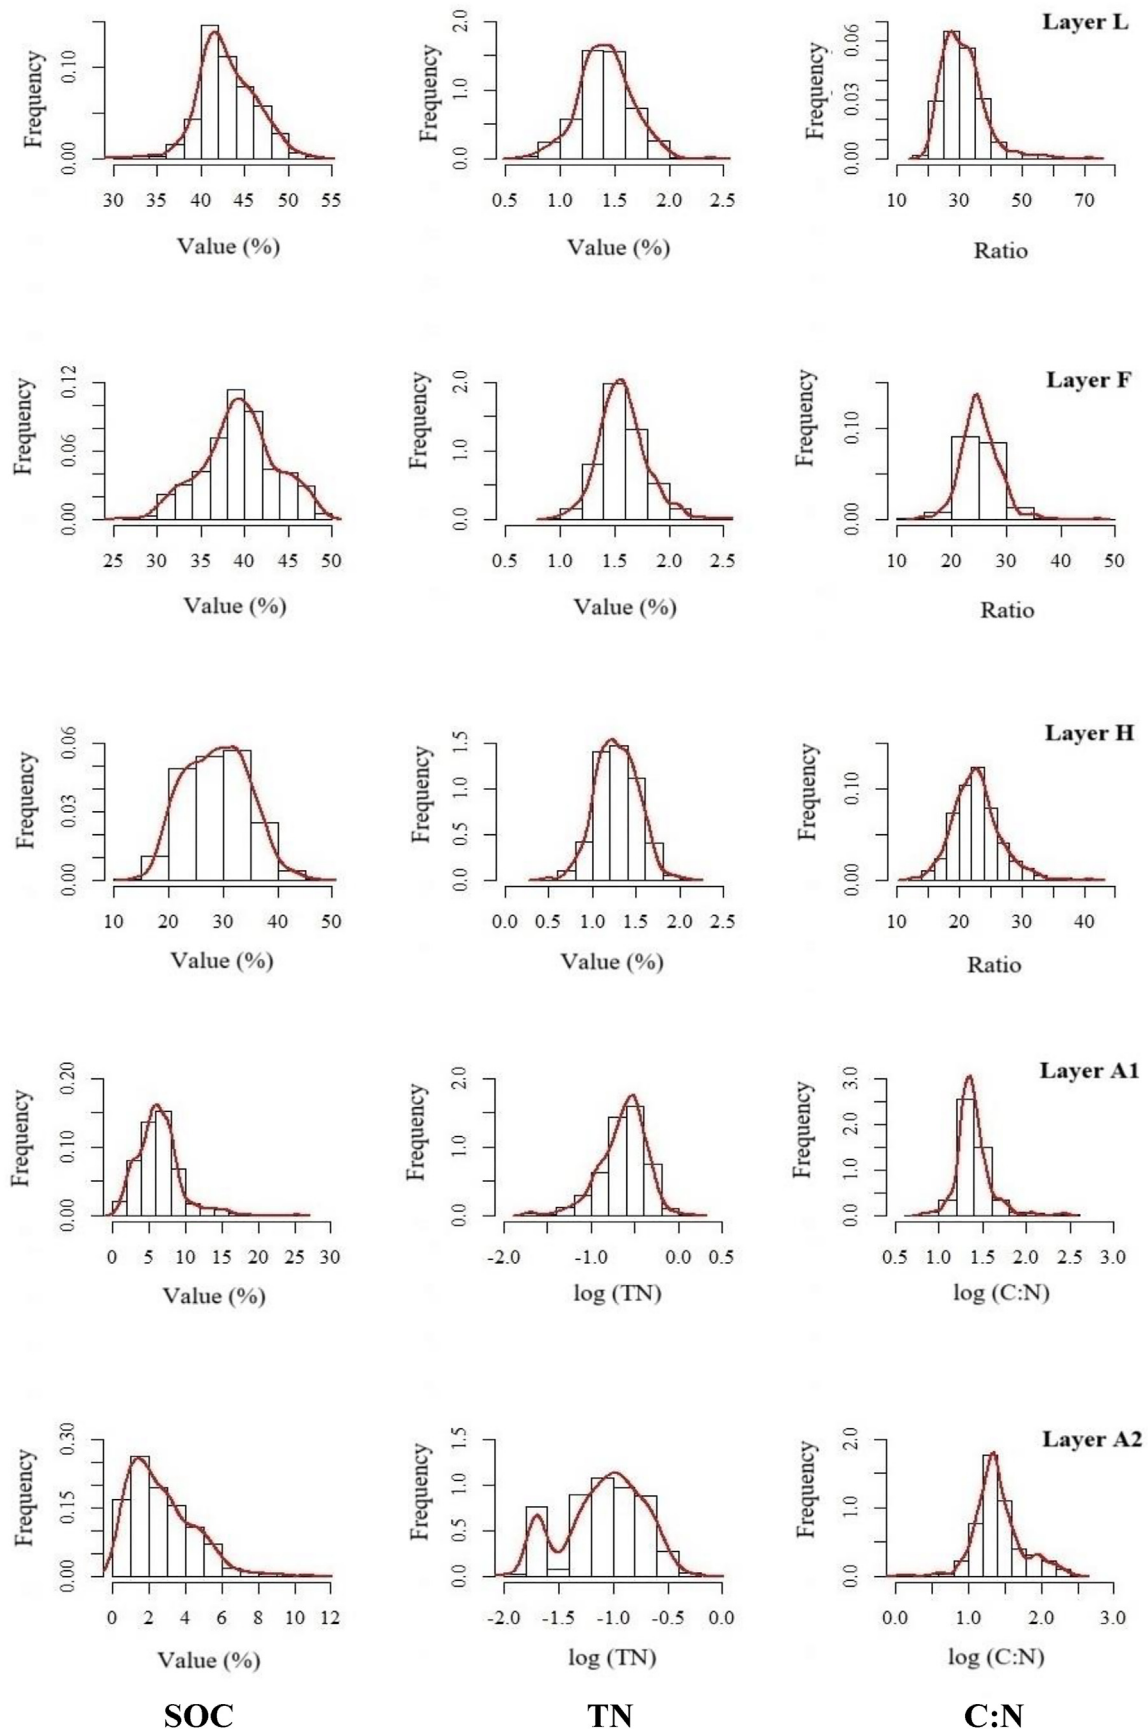 Layer L
Frequency
0.00 0.10
30 35 40 45 50 55
Value (%)
Frequency
0.0 1.0 2.0
0.5 1.0 1.5 2.0 2.5
Value (%)
Frequency
0.00 0.03 0.06
10 30 50 70
Ratio
Layer F
Frequency
0.00 0.06 0.12
25 30 35 40 45 50
Value (%)
Frequency
0.0 1.0 2.0
0.5 1.0 1.5 2.0 2.5
Value (%)
Frequency
0.00 0.10
10 20 30 40 50
Ratio
Layer H
Frequency
0.00 0.03 0.06
10 20 30 40 50
Value (%)
Frequency
0.0 0.5 1.0 1.5
0.0 0.5 1.0 1.5 2.0 2.5
Value (%)
Frequency
0.00 0.10
10 20 30 40
Ratio
Layer A1
Frequency
0.00 0.10 0.20
0 5 10 15 20 25 30
Value (%)
Frequency
0.0 1.0 2.0
-2.0 -1.0 0.0 0.5
log (TN)
Frequency
0.0 1.0 2.0 3.0
0.5 1.0 1.5 2.0 2.5 3.0
log (C:N)
Layer A2
Frequency
0.00 0.15 0.30
0 2 4 6 8 10 12
Value (%)
Frequency
0.0 0.5 1.0 1.5
-2.0 -1.5 -1.0 -0.5 0.0
log (TN)
Frequency
0.0 1.0 2.0
0.0 1.0 2.0 3.0
log (C:N)
SOC TN C:N